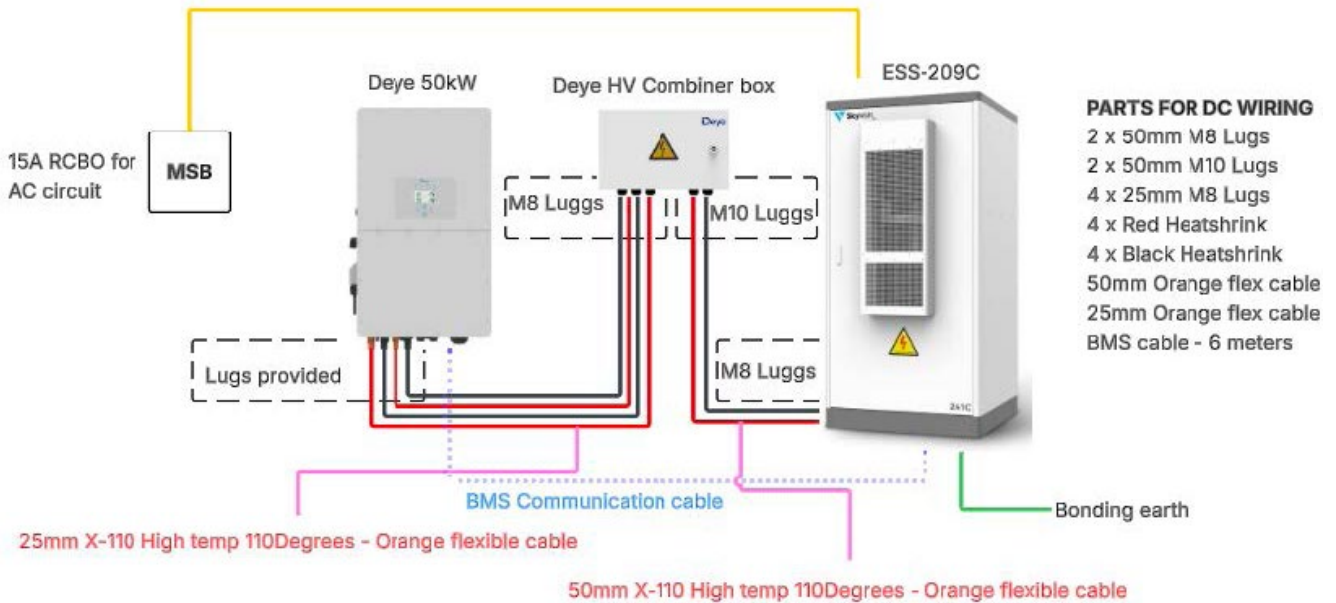 Deye 50kW
Deye HV Combiner box
ESS-209C
15A RCBO for
AC circuit
MSB
Deye
M8 Luggs
M10 Luggs
Lugs provided
M8 Luggs
241C
PARTS FOR DC WIRING
2 x 50mm M8 Lugs
2 x 50mm M10 Lugs
4 x 25mm M8 Lugs
4 x Red Heatshrink
4 x Black Heatshrink
50mm Orange flex cable
25mm Orange flex cable
BMS cable - 6 meters
BMS Communication cable
Bonding earth
25mm X-110 High temp 110Degrees - Orange flexible cable
50mm X-110 High temp 110Degrees - Orange flexible cable